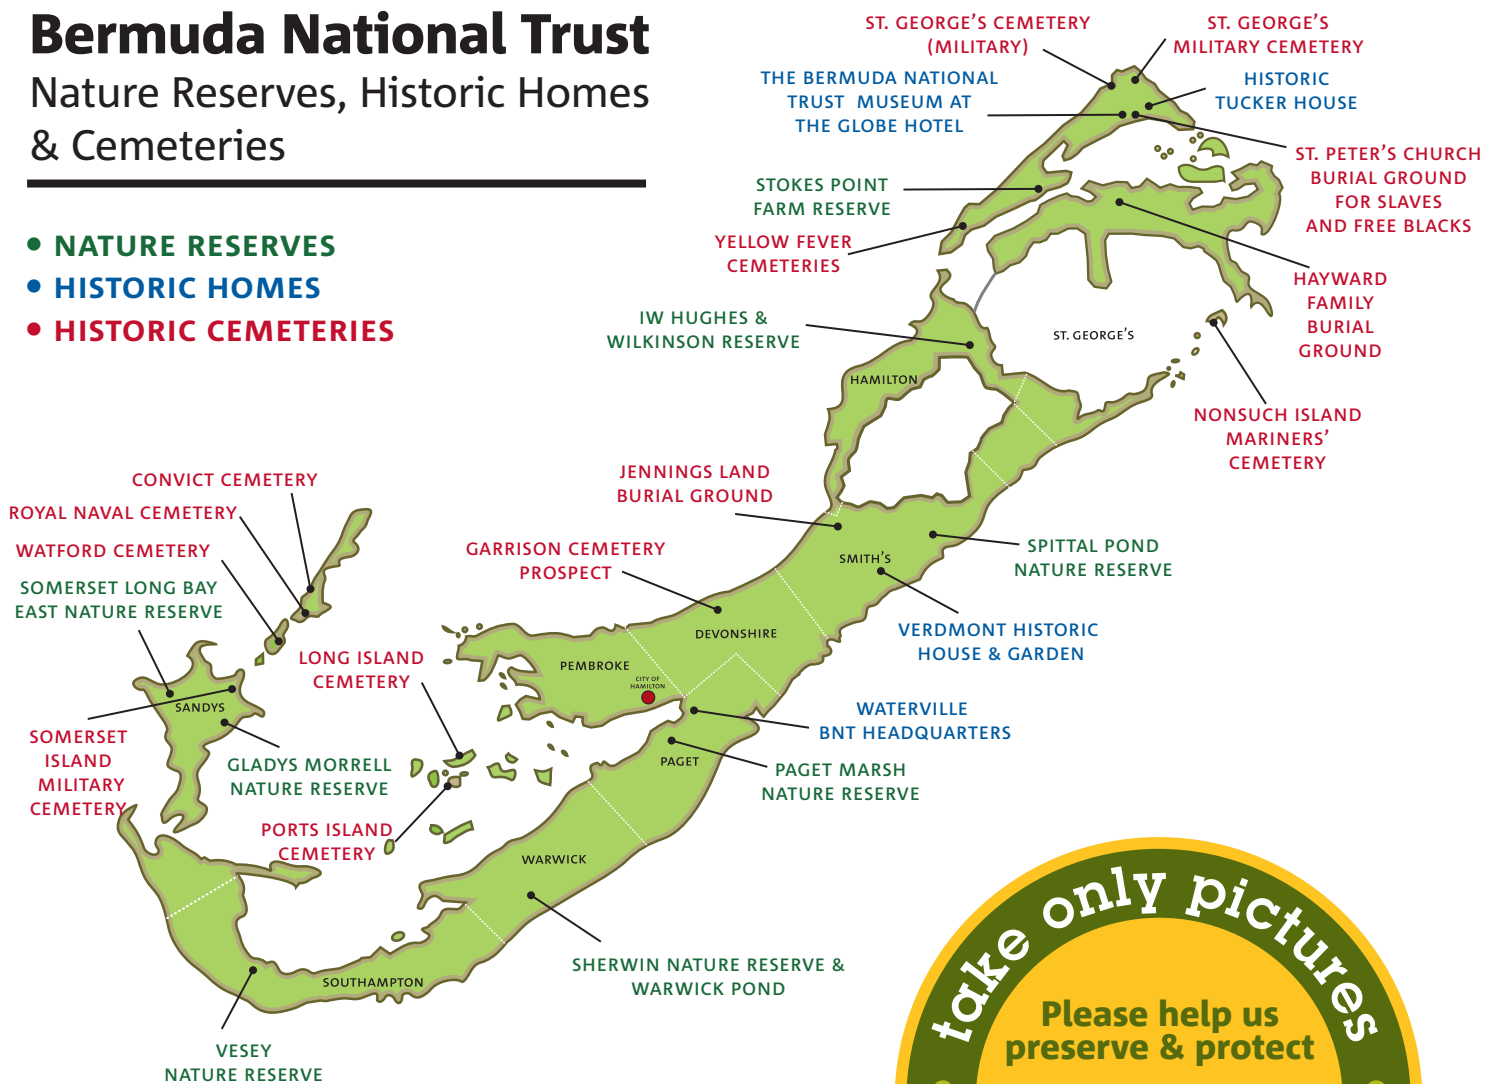 Bermuda National Trust
Nature Reserves, Historic Homes
& Cemeteries
• NATURE RESERVES
• HISTORIC HOMES
• HISTORIC CEMETERIES
ST. GEORGE'S CEMETERY
(MILITARY)
ST. GEORGE'S
MILITARY CEMETERY
THE BERMUDA NATIONAL
TRUST MUSEUM AT
THE GLOBE HOTEL
HISTORIC
TUCKER HOUSE
ST. PETER'S CHURCH
BURIAL GROUND
FOR SLAVES
AND FREE BLACKS
STOKES POINT
FARM RESERVE
YELLOW FEVER
CEMETERIES
HAYWARD
FAMILY
BURIAL
GROUND
IW HUGHES &
WILKINSON RESERVE
ST. GEORGE'S
HAMILTON
NONSUCH ISLAND
MARINERS'
CEMETERY
JENNINGS LAND
BURIAL GROUND
CONVICT CEMETERY
ROYAL NAVAL CEMETERY
WATFORD CEMETERY
SOMERSET LONG BAY
EAST NATURE RESERVE
GARRISON CEMETERY
PROSPECT
SMITH'S
SPITTAL POND
NATURE RESERVE
VERDMONT HISTORIC
HOUSE & GARDEN
DEVONSHIRE
PEMBROKE
CITY OF
HAMILTON
LONG ISLAND
CEMETERY
SANDYS
SOMERSET
ISLAND
MILITARY
CEMETERY
GLADYS MORRELL
NATURE RESERVE
WATERVILLE
BNT HEADQUARTERS
PAGET
PAGET MARSH
NATURE RESERVE
PORTS ISLAND
CEMETERY
WARWICK
SHERWIN NATURE RESERVE &
WARWICK POND
SOUTHAMPTON
VESEY
NATURE RESERVE
take only pictures
Please help us
preserve & protect